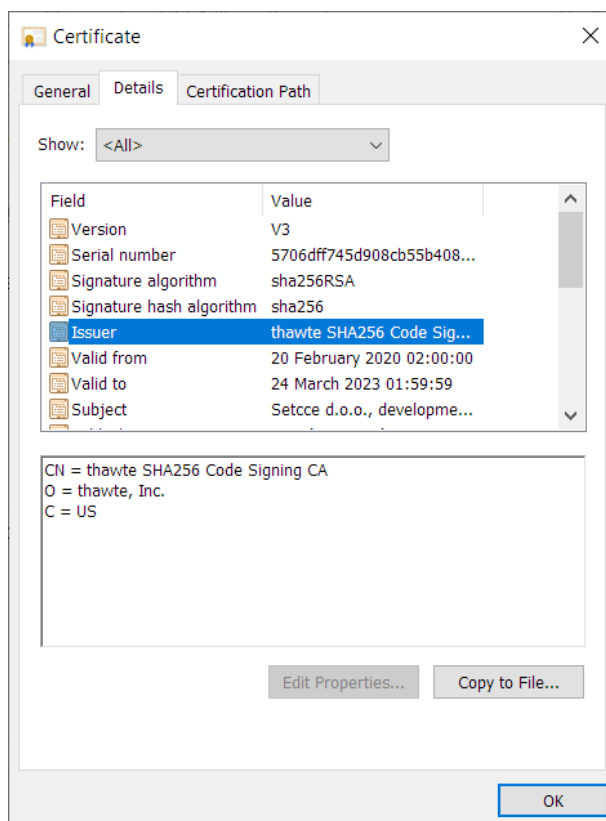 Certificate
General Details Certification Path
Show: <All>
Field Value
Version V3
Serial number 5706dff745d908cb55b408...
Signature algorithm sha256RSA
Signature hash algorithm sha256
Issuer thawte SHA256 Code Sig...
Valid from 20 February 2020 02:00:00
Valid to 24 March 2023 01:59:59
Subject Setcce d.o.o., developme...
CN = thawte SHA256 Code Signing CA
O = thawte, Inc.
C = US
Edit Properties... Copy to File...
OK